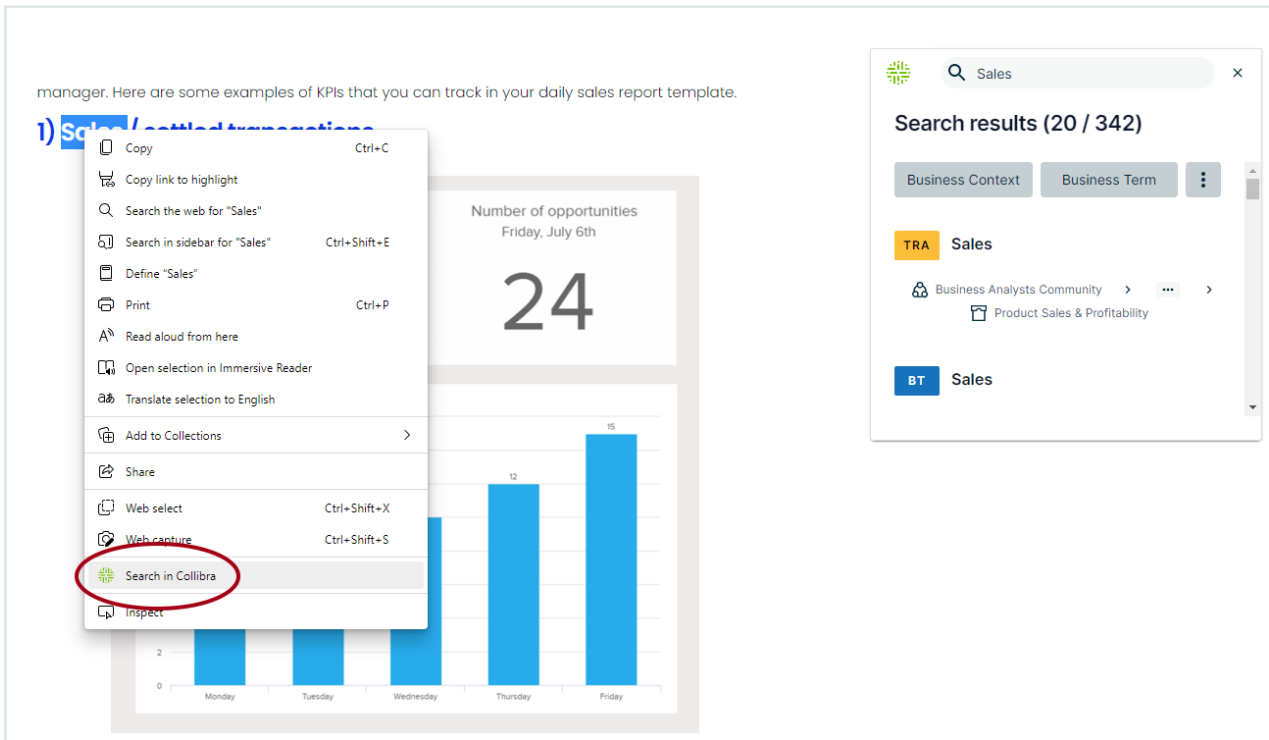 manager. Here are some examples of KPIs that you can track in your daily sales report template.
1) Sales / settled transactions
Copy Ctrl+C
Copy link to highlight
Search the web for "Sales"
Search in sidebar for "Sales" Ctrl+Shift+E
Define "Sales"
Print Ctrl+P
Read aloud from here
Open selection in Immersive Reader
Translate selection to English
Add to Collections
Share
Web select Ctrl+Shift+X
Web capture Ctrl+Shift+S
Search in Collibra
Inspect
Number of opportunities
Friday, July 6th
24
15
12
2
0
Monday Tuesday Wednesday Thursday Friday
Sales
Search results (20 / 342)
Business Context Business Term
TRA Sales
Business Analysts Community
Product Sales & Profitability
BT Sales